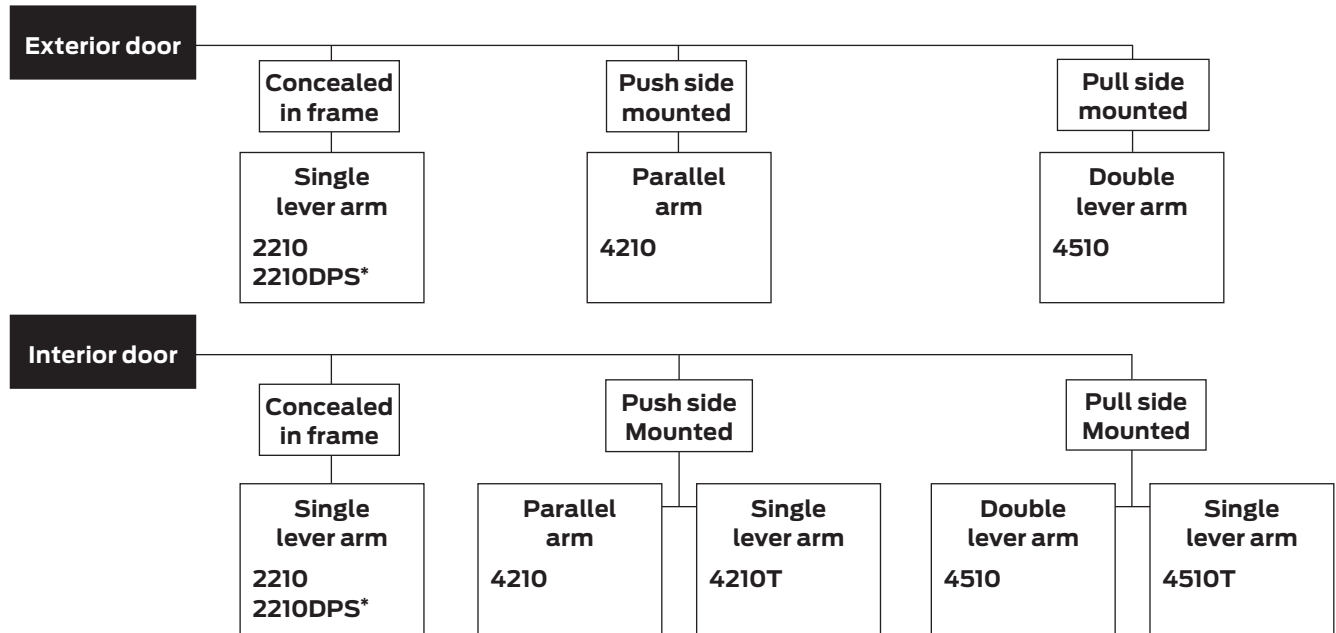 Exterior door
Concealed
in frame
Push side
mounted
Pull side
mounted
Single
lever arm
2210
2210DPS*
Parallel
arm
4210
Double
lever arm
4510
Interior door
Concealed
in frame
Push side
Mounted
Pull side
Mounted
Single
lever arm
2210
2210DPS*
Parallel
arm
4210
Single
lever arm
4210T
Double
lever arm
4510
Single
lever arm
4510T